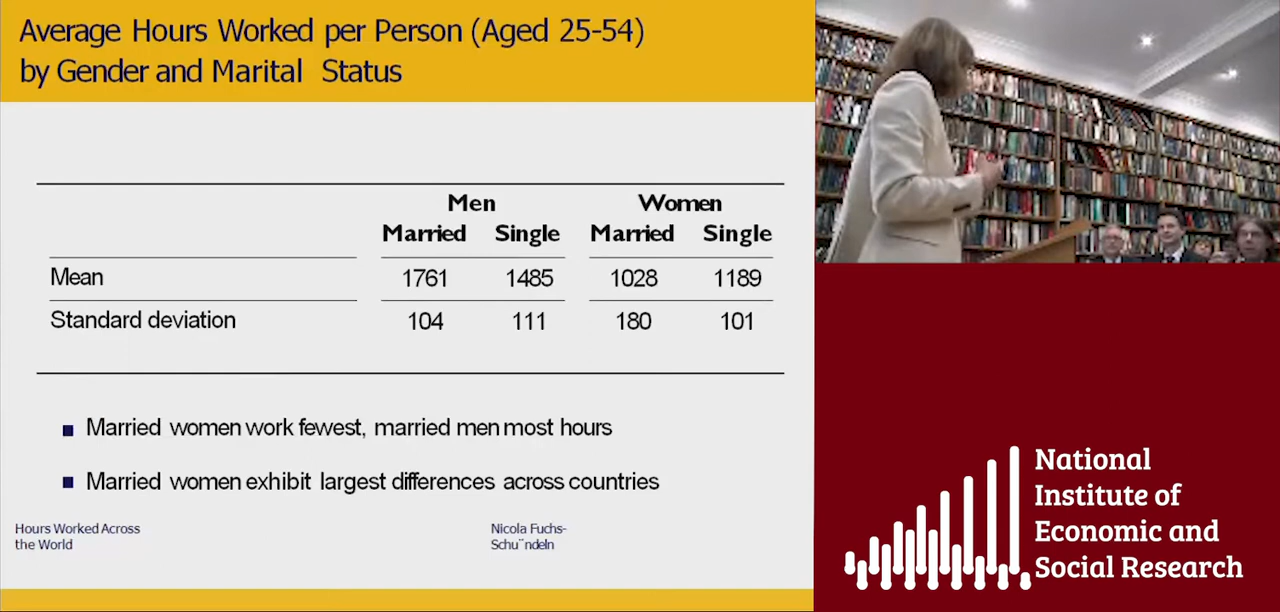 Average Hours Worked per Person (Aged 25-54)
by Gender and Marital Status
Men Women
Married Single Married Single
Mean 1761 1485 1028 1189
Standard deviation 104 111 180 101
Married women work fewest, married men most hours
Married women exhibit largest differences across countries
Hours Worked Across
the World
Nicola Fuchs-
Schu¨ndeln
National
Institute of
Economic and
Social Research